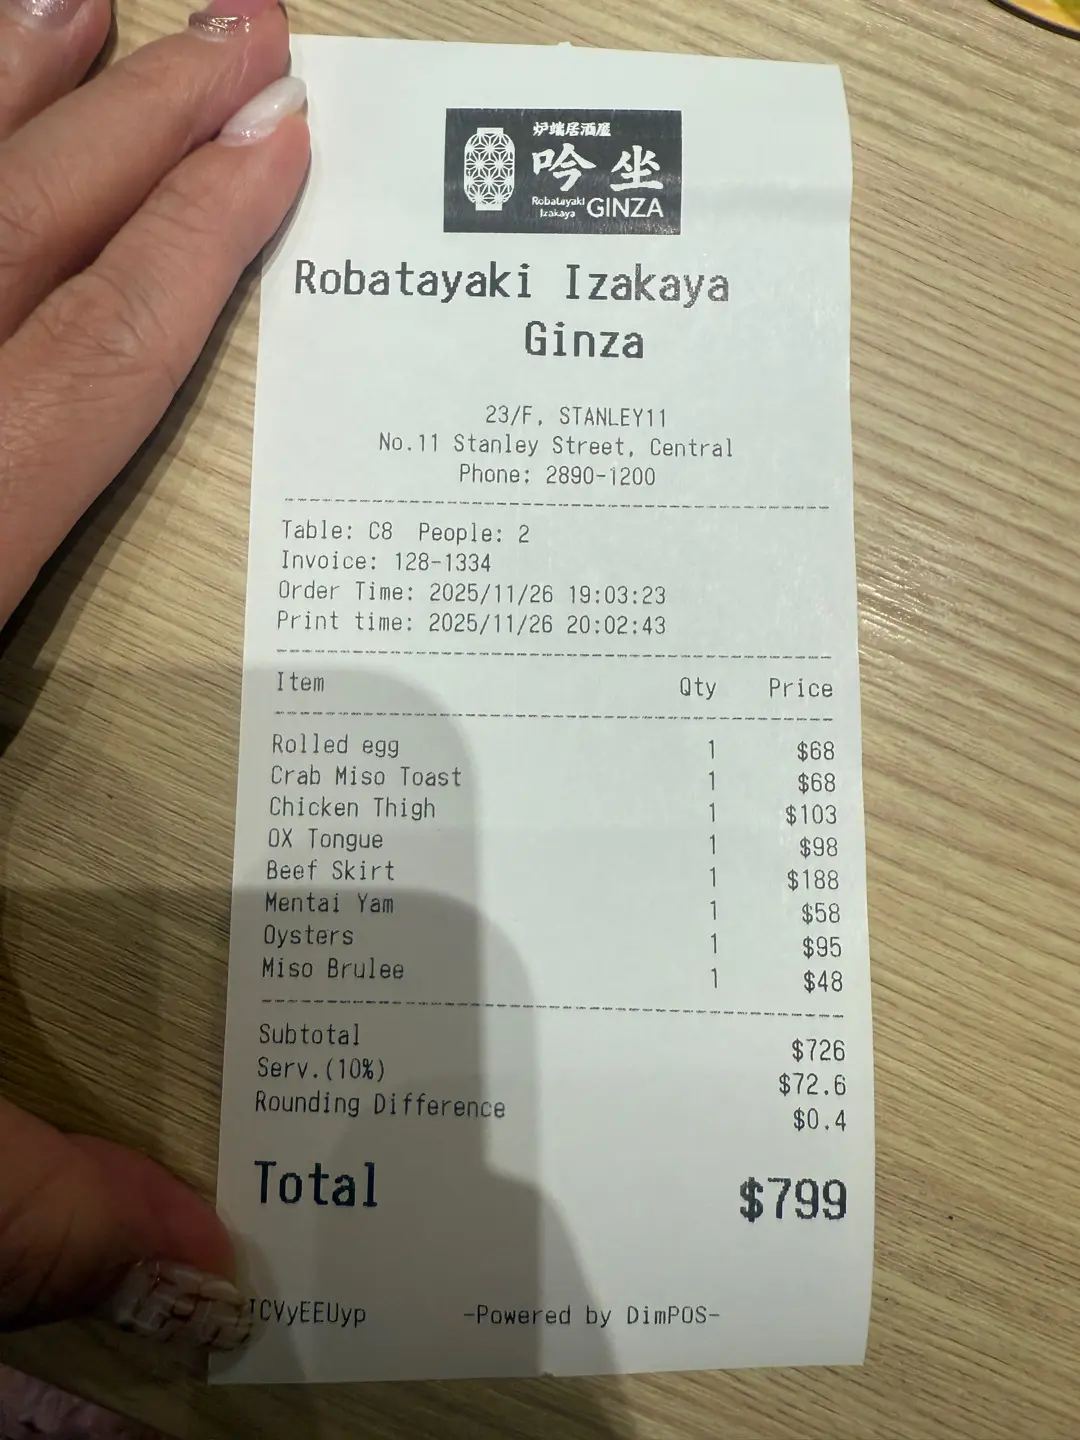 炉端居酒屋
吟坐
Robatayaki
Izakaya GINZA
Robatayaki Izakaya
Ginza
23/F, STANLEY11
No.11 Stanley Street, Central
Phone: 2890-1200
Table: C8 People: 2
Invoice: 128-1334
Order Time: 2025/11/26 19:03:23
Print time: 2025/11/26 20:02:43
Item Qty Price
Rolled egg 1 $68
Crab Miso Toast 1 $68
Chicken Thigh 1 $103
OX Tongue 1 $98
Beef Skirt 1 $188
Mentai Yam 1 $58
Oysters 1 $95
Miso Brulee 1 $48
Subtotal $726
Serv.(10%) $72.6
Rounding Difference $0.4
Total $799
-Powered by DimPOS-